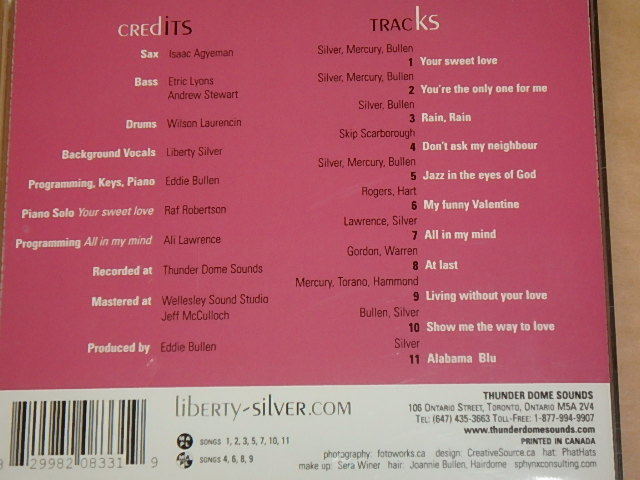 CREdITS
Sax Isaac Agyeman
Bass Etric Lyons
Andrew Stewart
Drums Wilson Laurencin
Background Vocals Liberty Silver
Programming, Keys, Piano Eddie Bullen
Piano Solo Your sweet love Raf Robertson
Programming All in my mind Ali Lawrence
Recorded at Thunder Dome Sounds
Mastered at Wellesley Sound Studio
Jeff McCulloch
Produced by Eddie Bullen
TRACkS
Silver, Mercury, Bullen
1 Your sweet love
Silver, Mercury, Bullen
2 You're the only one for me
Silver, Bullen
3 Rain, Rain
Skip Scarborough
4 Don't ask my neighbour
Silver, Mercury, Bullen
5 Jazz in the eyes of God
Rogers, Hart
6 My funny Valentine
Lawrence, Silver
7 All in my mind
Gordon, Warren
8 At last
Mercury, Torano, Hammond
9 Living without your love
Bullen, Silver
10 Show me the way to love
Silver
11 Alabama Blu
29982 08331 9
liberty-silver.com
SONGS 1, 2, 3, 5, 7, 10, 11
SONGS 4, 6, 8, 9
THUNDER DOME SOUNDS
106 Ontario Street, Toronto, Ontario M5A 2V4
Tel: (647) 435-3663 Toll-Free: 1-877-994-9907
www.thunderdomesounds.com
PRINTED IN CANADA
photography: fotoworks.ca design: CreativeSource.ca hat: PhatHats
make up: Sera Winer hair: Joannie Bullen, Hairdome sphynxconsulting.com